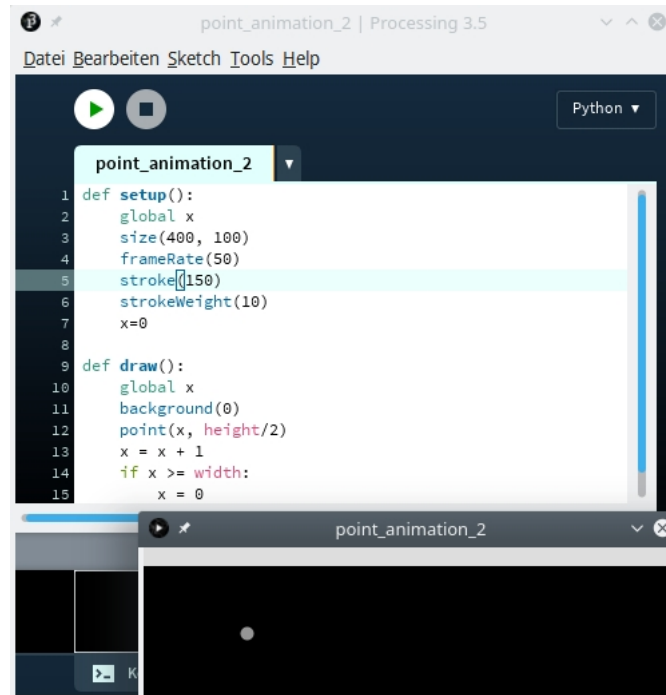 point_animation_2 | Processing 3.5
Datei Bearbeiten Sketch Tools Help
Python ▾
point_animation_2 ▾
1 def setup():
2     global x
3     size(400, 100)
4     frameRate(50)
5     stroke(150)
6     strokeWeight(10)
7     x=0
8
9 def draw():
10     global x
11     background(0)
12     point(x, height/2)
13     x = x + 1
14     if x >= width:
15         x = 0
point_animation_2
>_ K